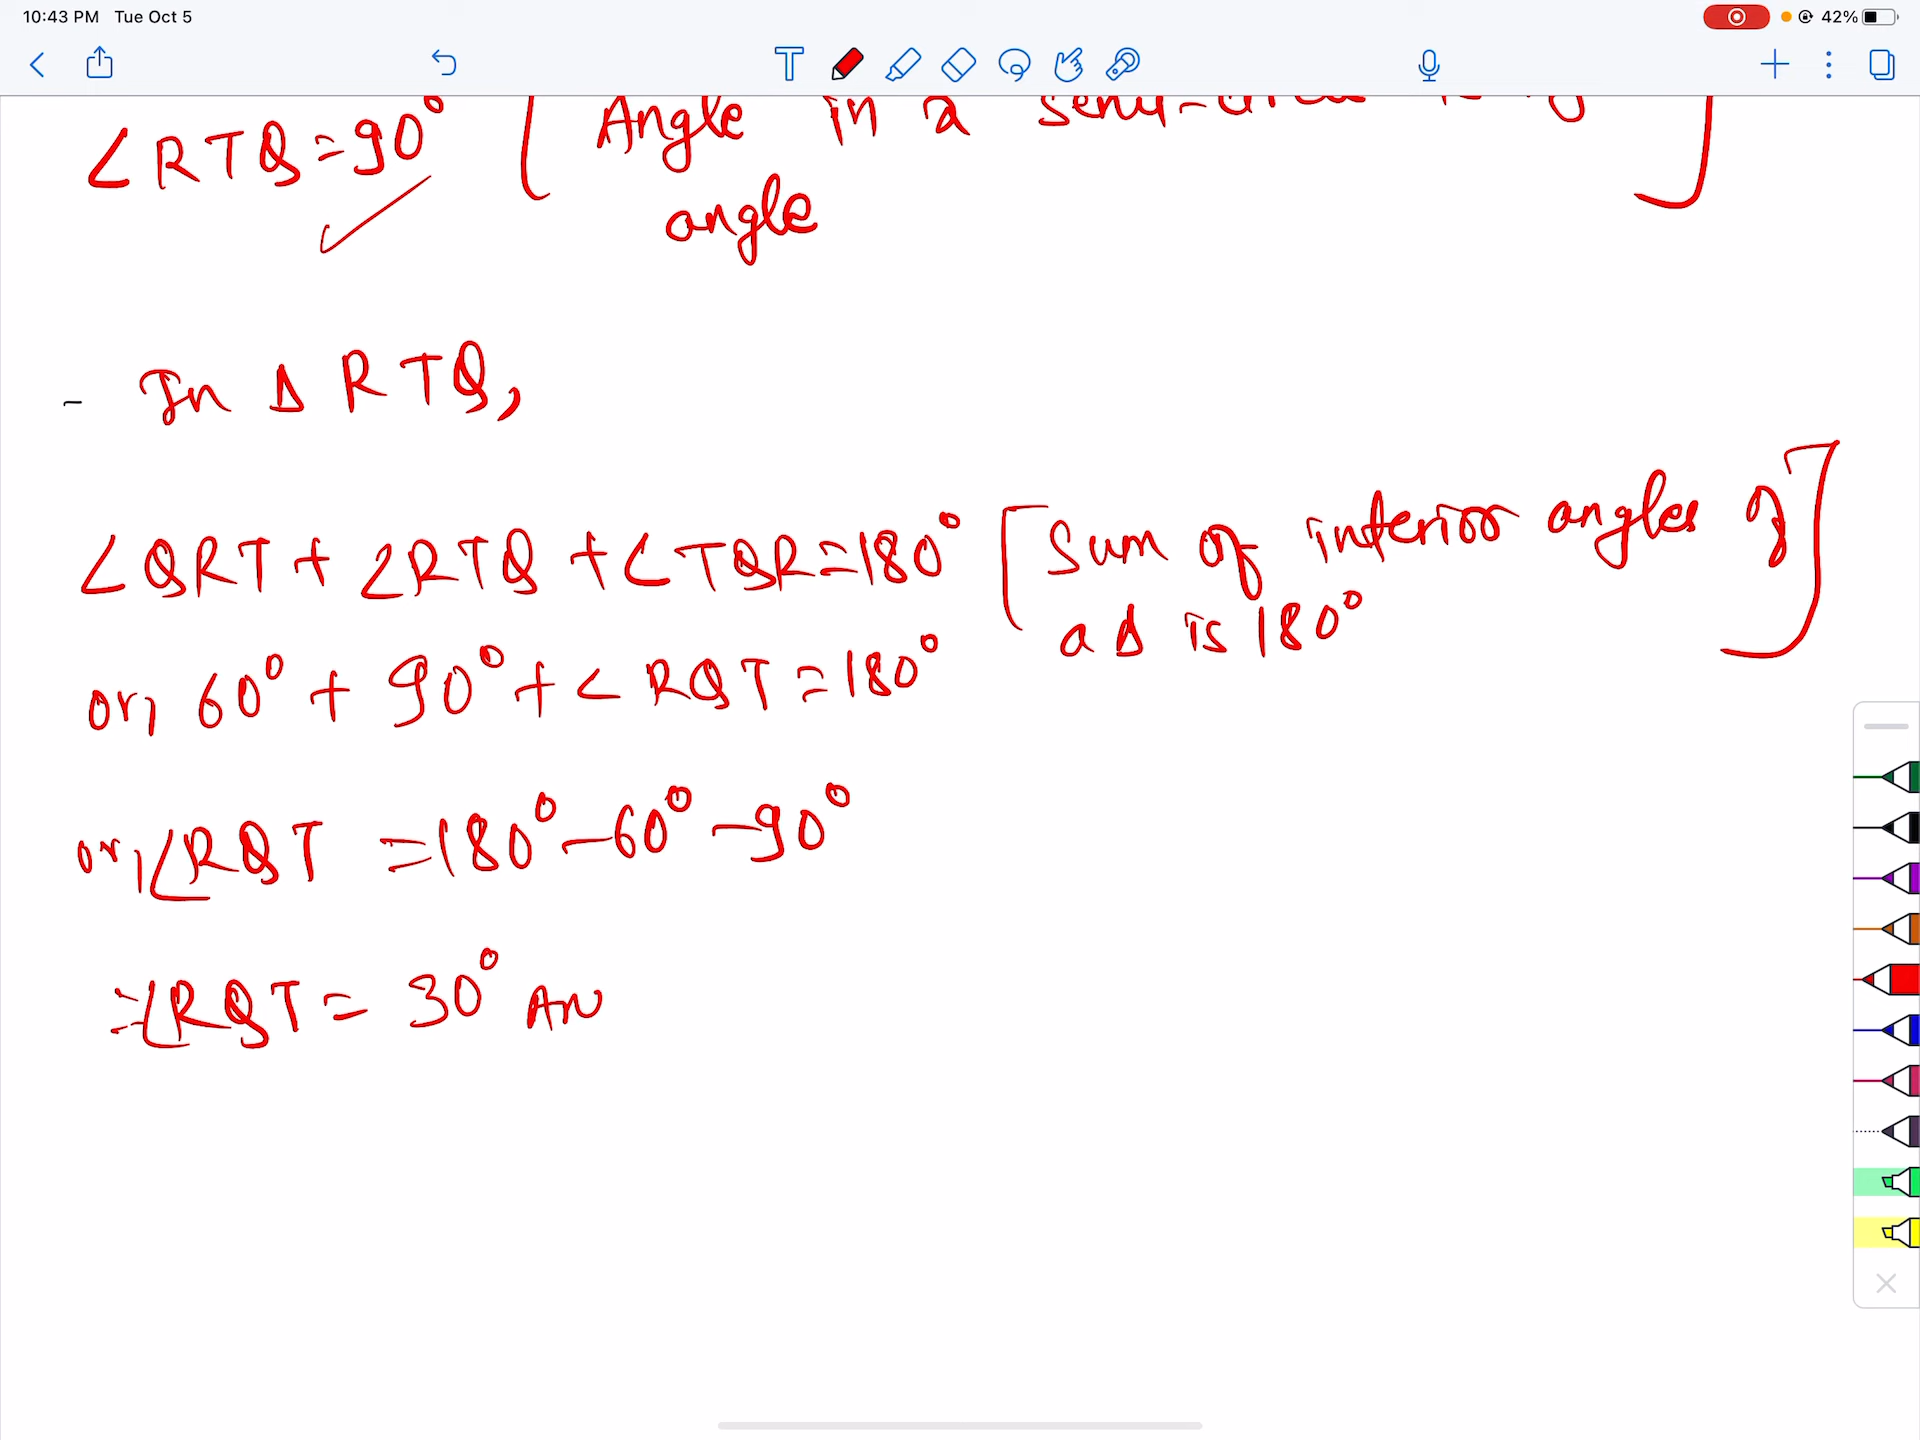 10:43 PM Tue Oct 5 42%
∠RTQ=90° [ Angle in a semi-
angle
- In Δ RTQ,
∠QRT + ∠RTQ + ∠TQR=180° [Sum of interior angles of
a Δ is 180° ]
or, 60° + 90° + ∠RQT = 180°
or, ∠RQT = 180° - 60° - 90°
∴ ∠RQT = 30° An